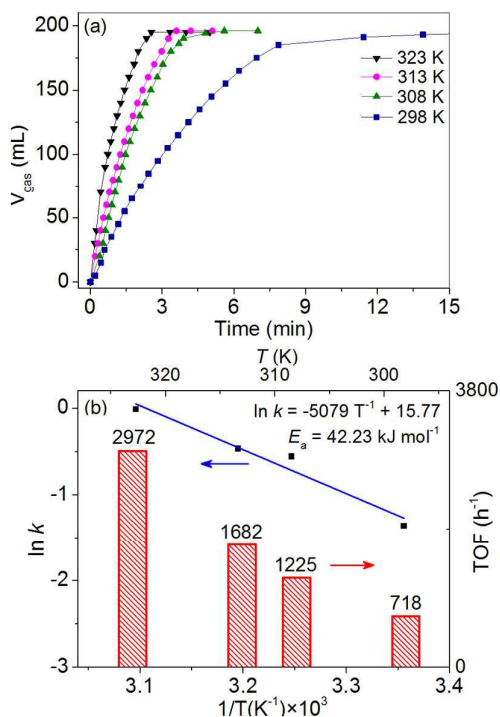 (a)
200
150
100
50
0
V_gas (mL)
323 K
313 K
308 K
298 K
0 3 6 9 12 15
Time (min)
T (K)
320 310 300
(b)
ln k = -5079 T⁻¹ + 15.77
Eₐ = 42.23 kJ mol⁻¹
0
-1
-2
-3
ln k
2972
1682
1225
718
3800
0
TOF (h⁻¹)
3.1 3.2 3.3 3.4
1/T(K⁻¹)×10³